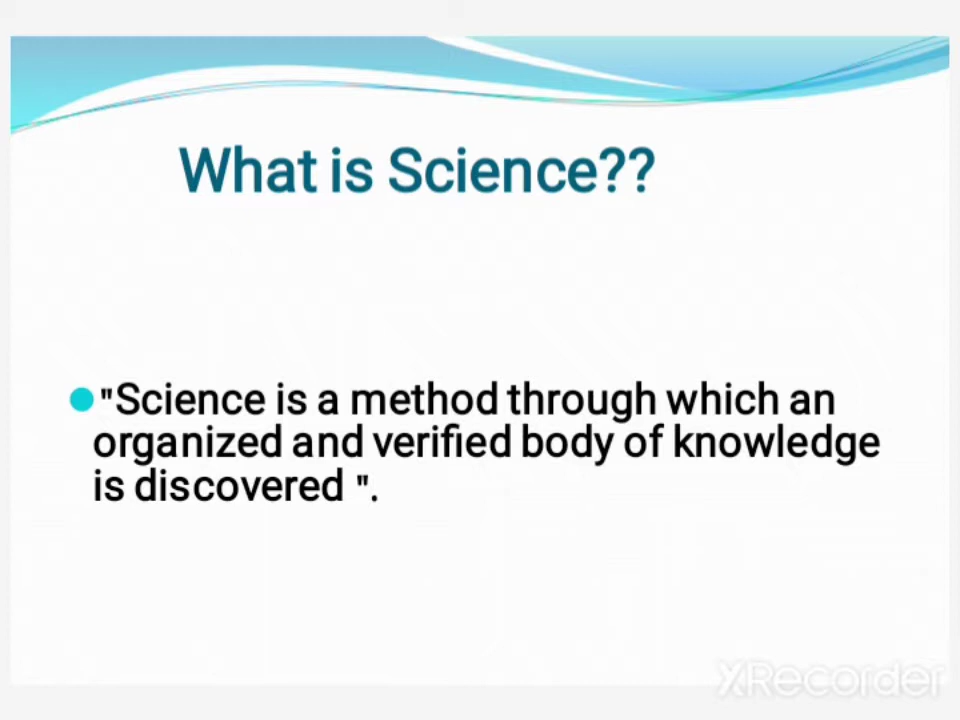 What is Science??
"Science is a method through which an
organized and verified body of knowledge
is discovered ".
XRecorder